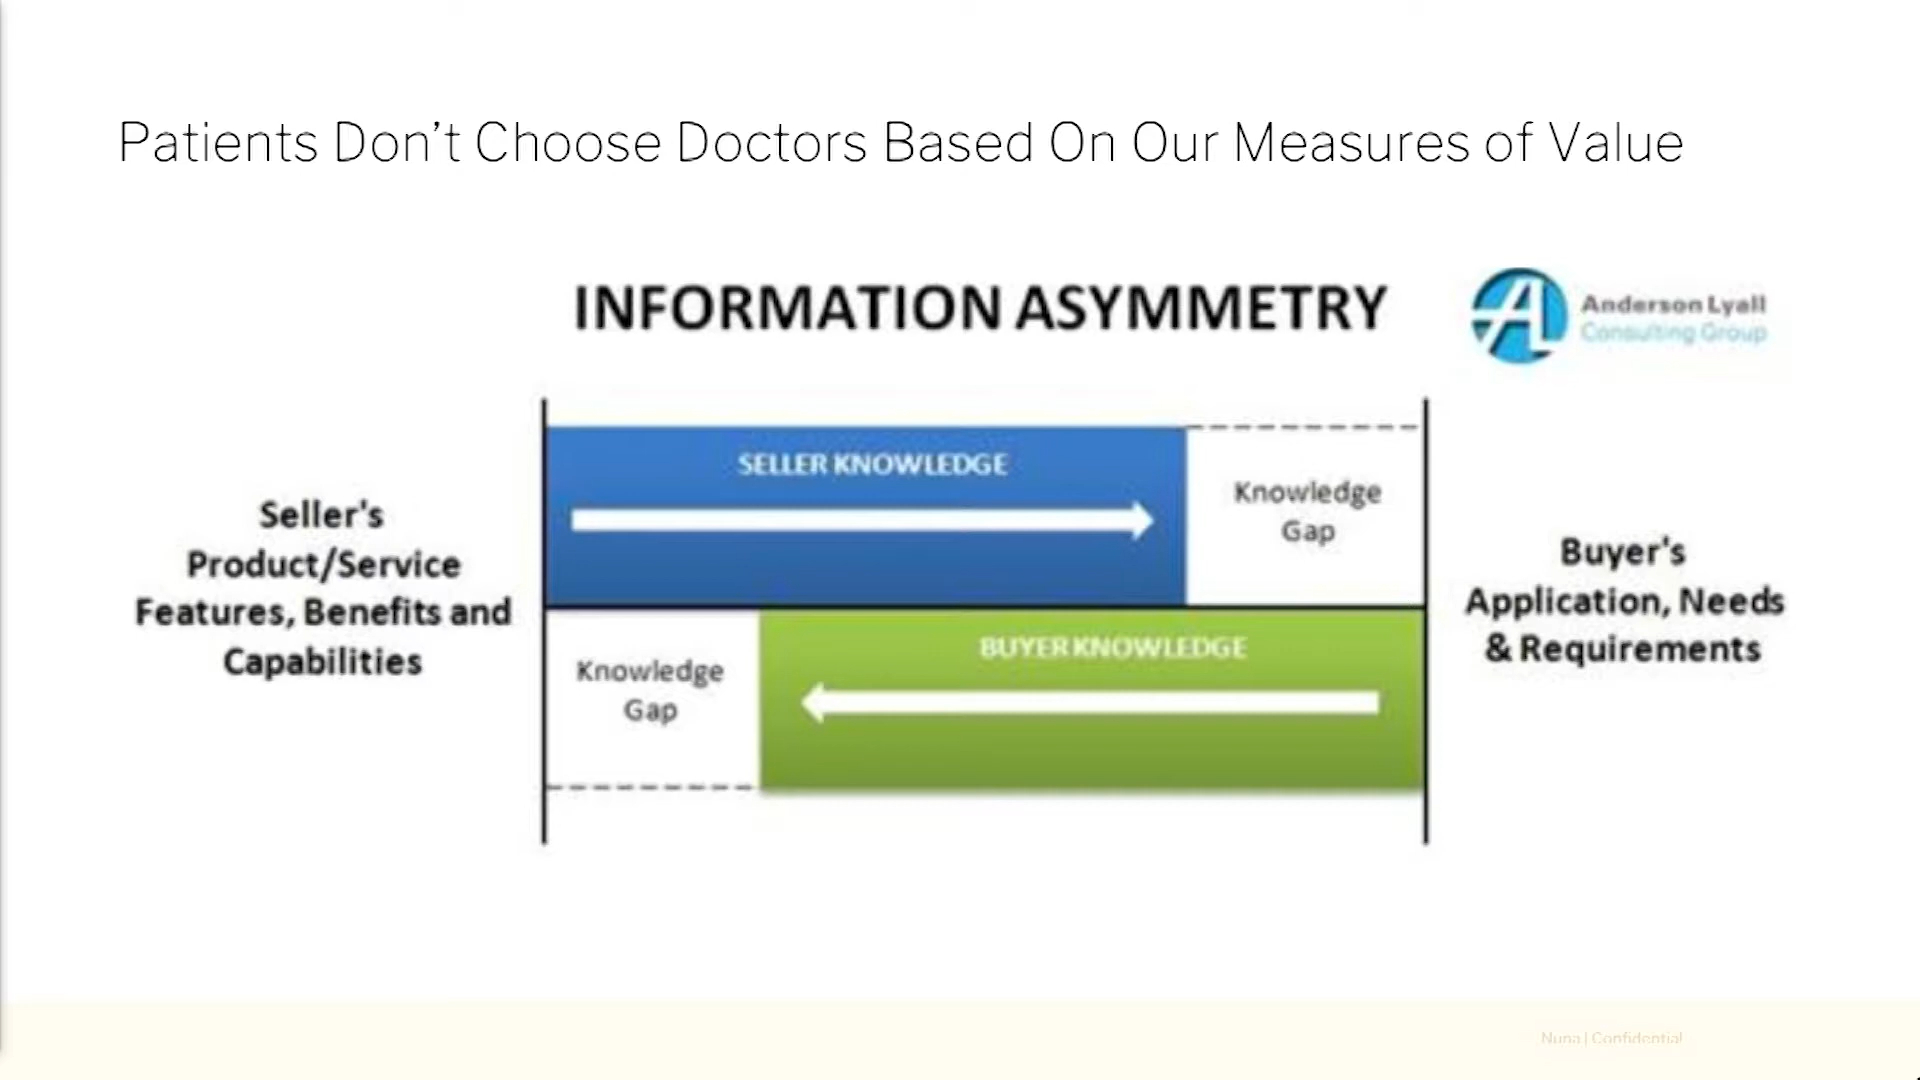 Patients Don't Choose Doctors Based On Our Measures of Value
INFORMATION ASYMMETRY
Anderson Lyall
Consulting Group
Seller's
Product/Service
Features, Benefits and
Capabilities
SELLER KNOWLEDGE
Knowledge
Gap
Knowledge
Gap
BUYER KNOWLEDGE
Buyer's
Application, Needs
& Requirements
Nuna | Confidential